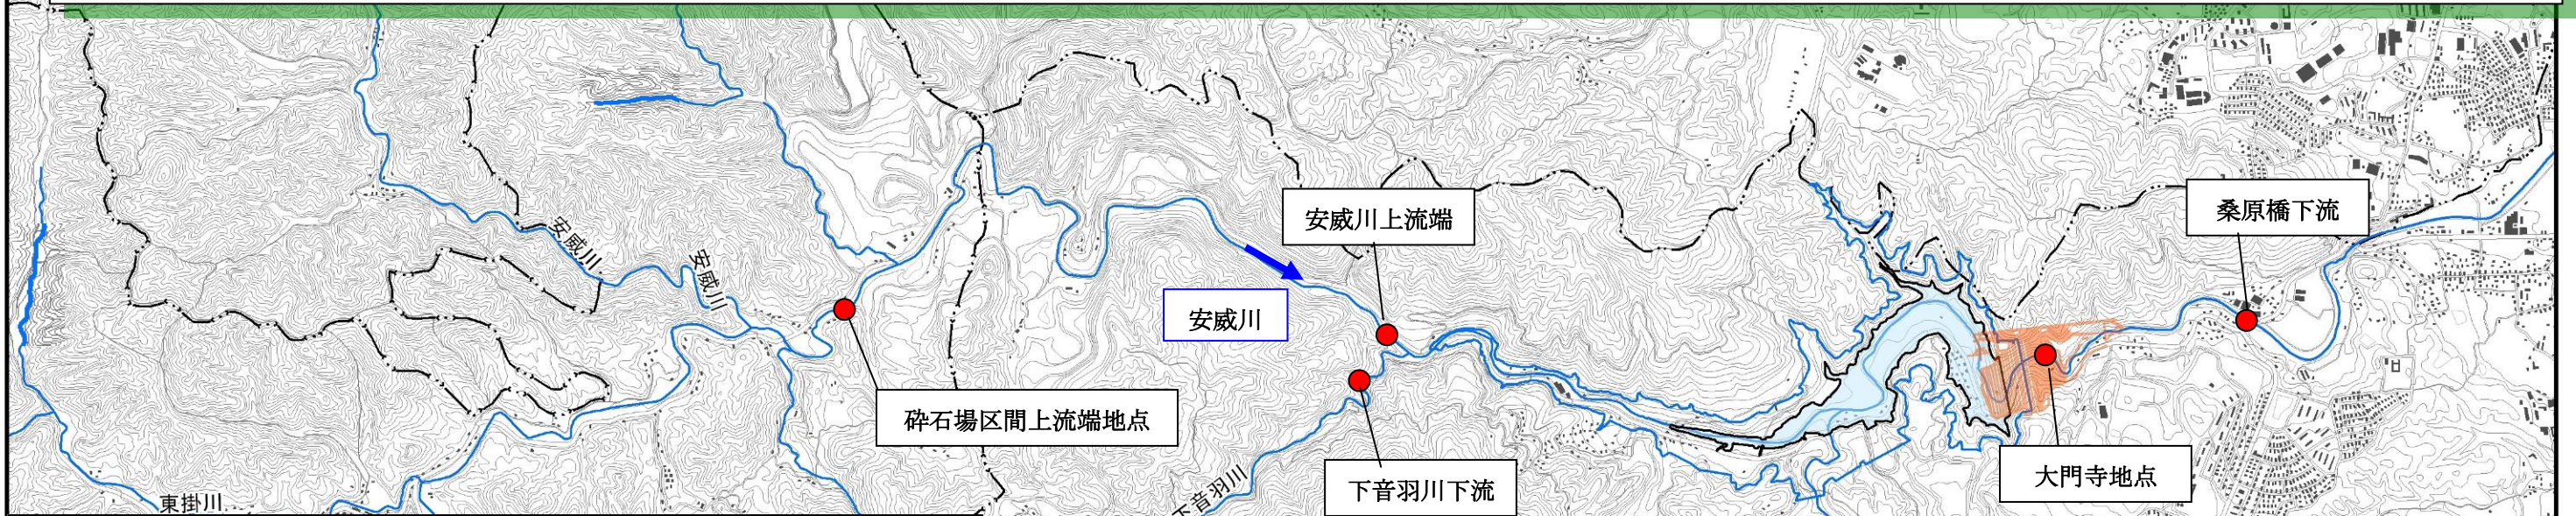 安威川上流端
桑原橋下流
安威川
安威川
安威川
砕石場区間上流端地点
下音羽川下流
大門寺地点
下音羽川
東掛川